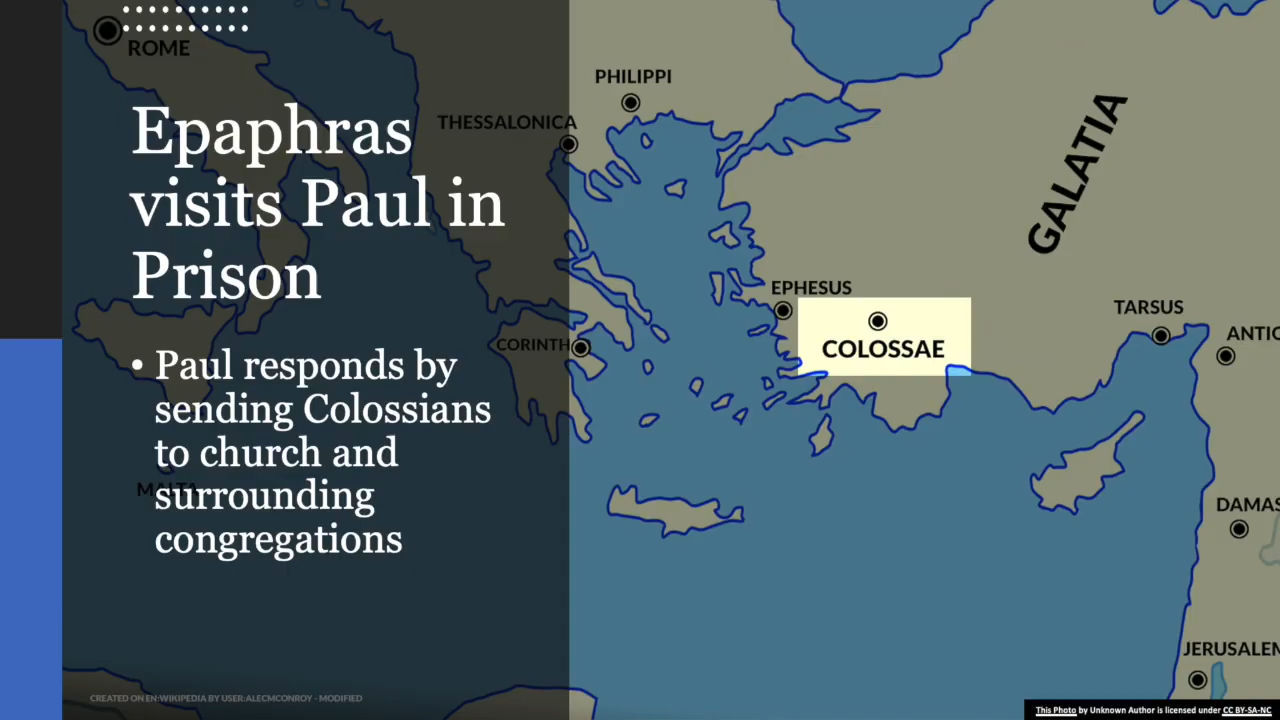 ROME
Epaphras
visits Paul in
Prison
• Paul responds by
sending Colossians
to church and
surrounding
congregations
PHILIPPI
THESSALONICA
GALATIA
EPHESUS
COLOSSAE
TARSUS
ANTIO
CORINTH
MALTA
DAMAS
JERUSALEM
CREATED ON EN:WIKIPEDIA BY USER:ALECMCONROY - MODIFIED
This Photo by Unknown Author is licensed under CC BY-SA-NC